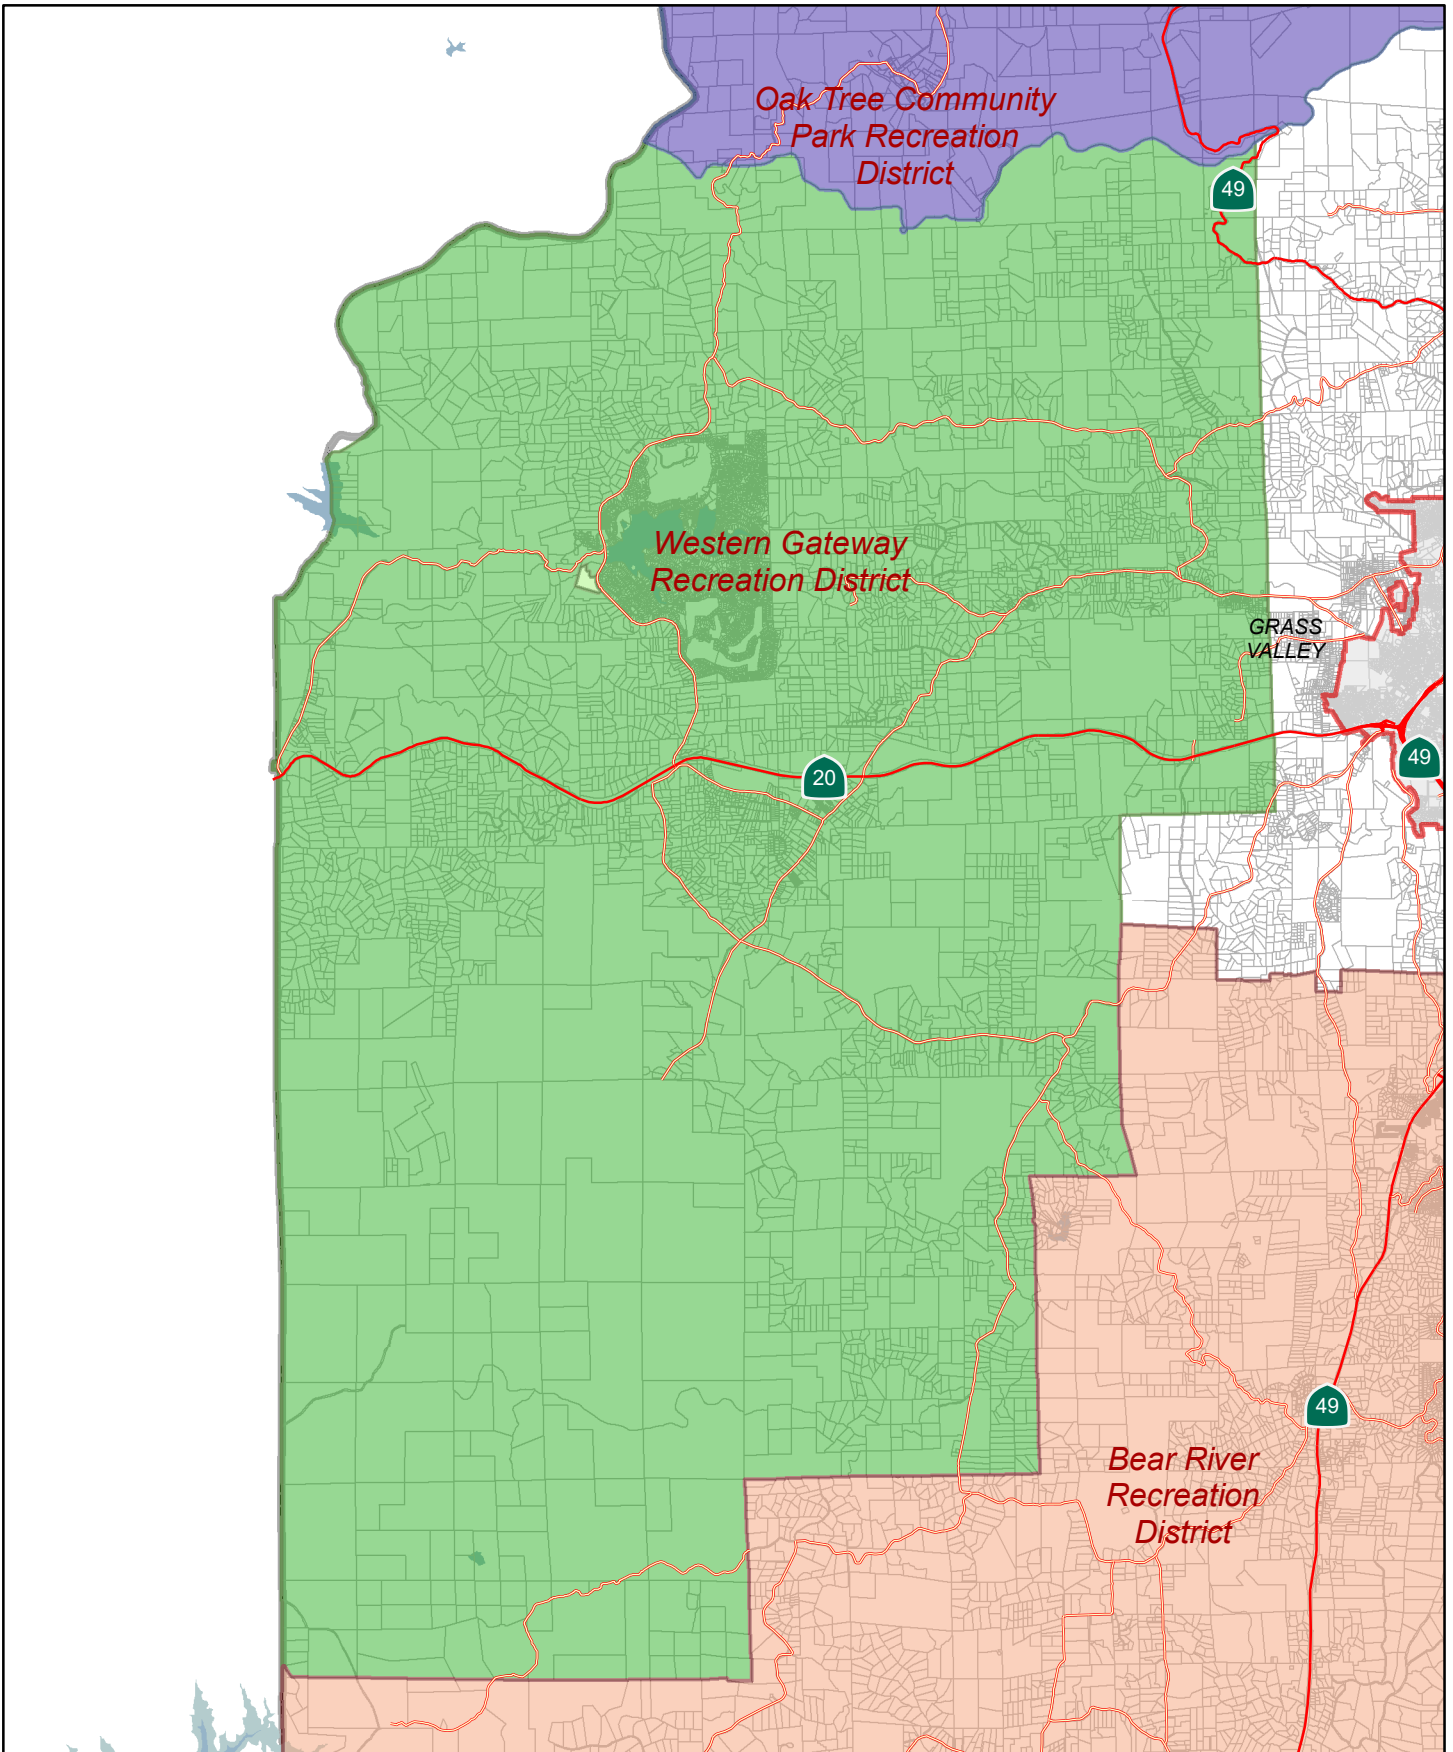 Oak Tree Community
Park Recreation
District
49
Western Gateway
Recreation District
GRASS
VALLEY
20
49
49
Bear River
Recreation
District